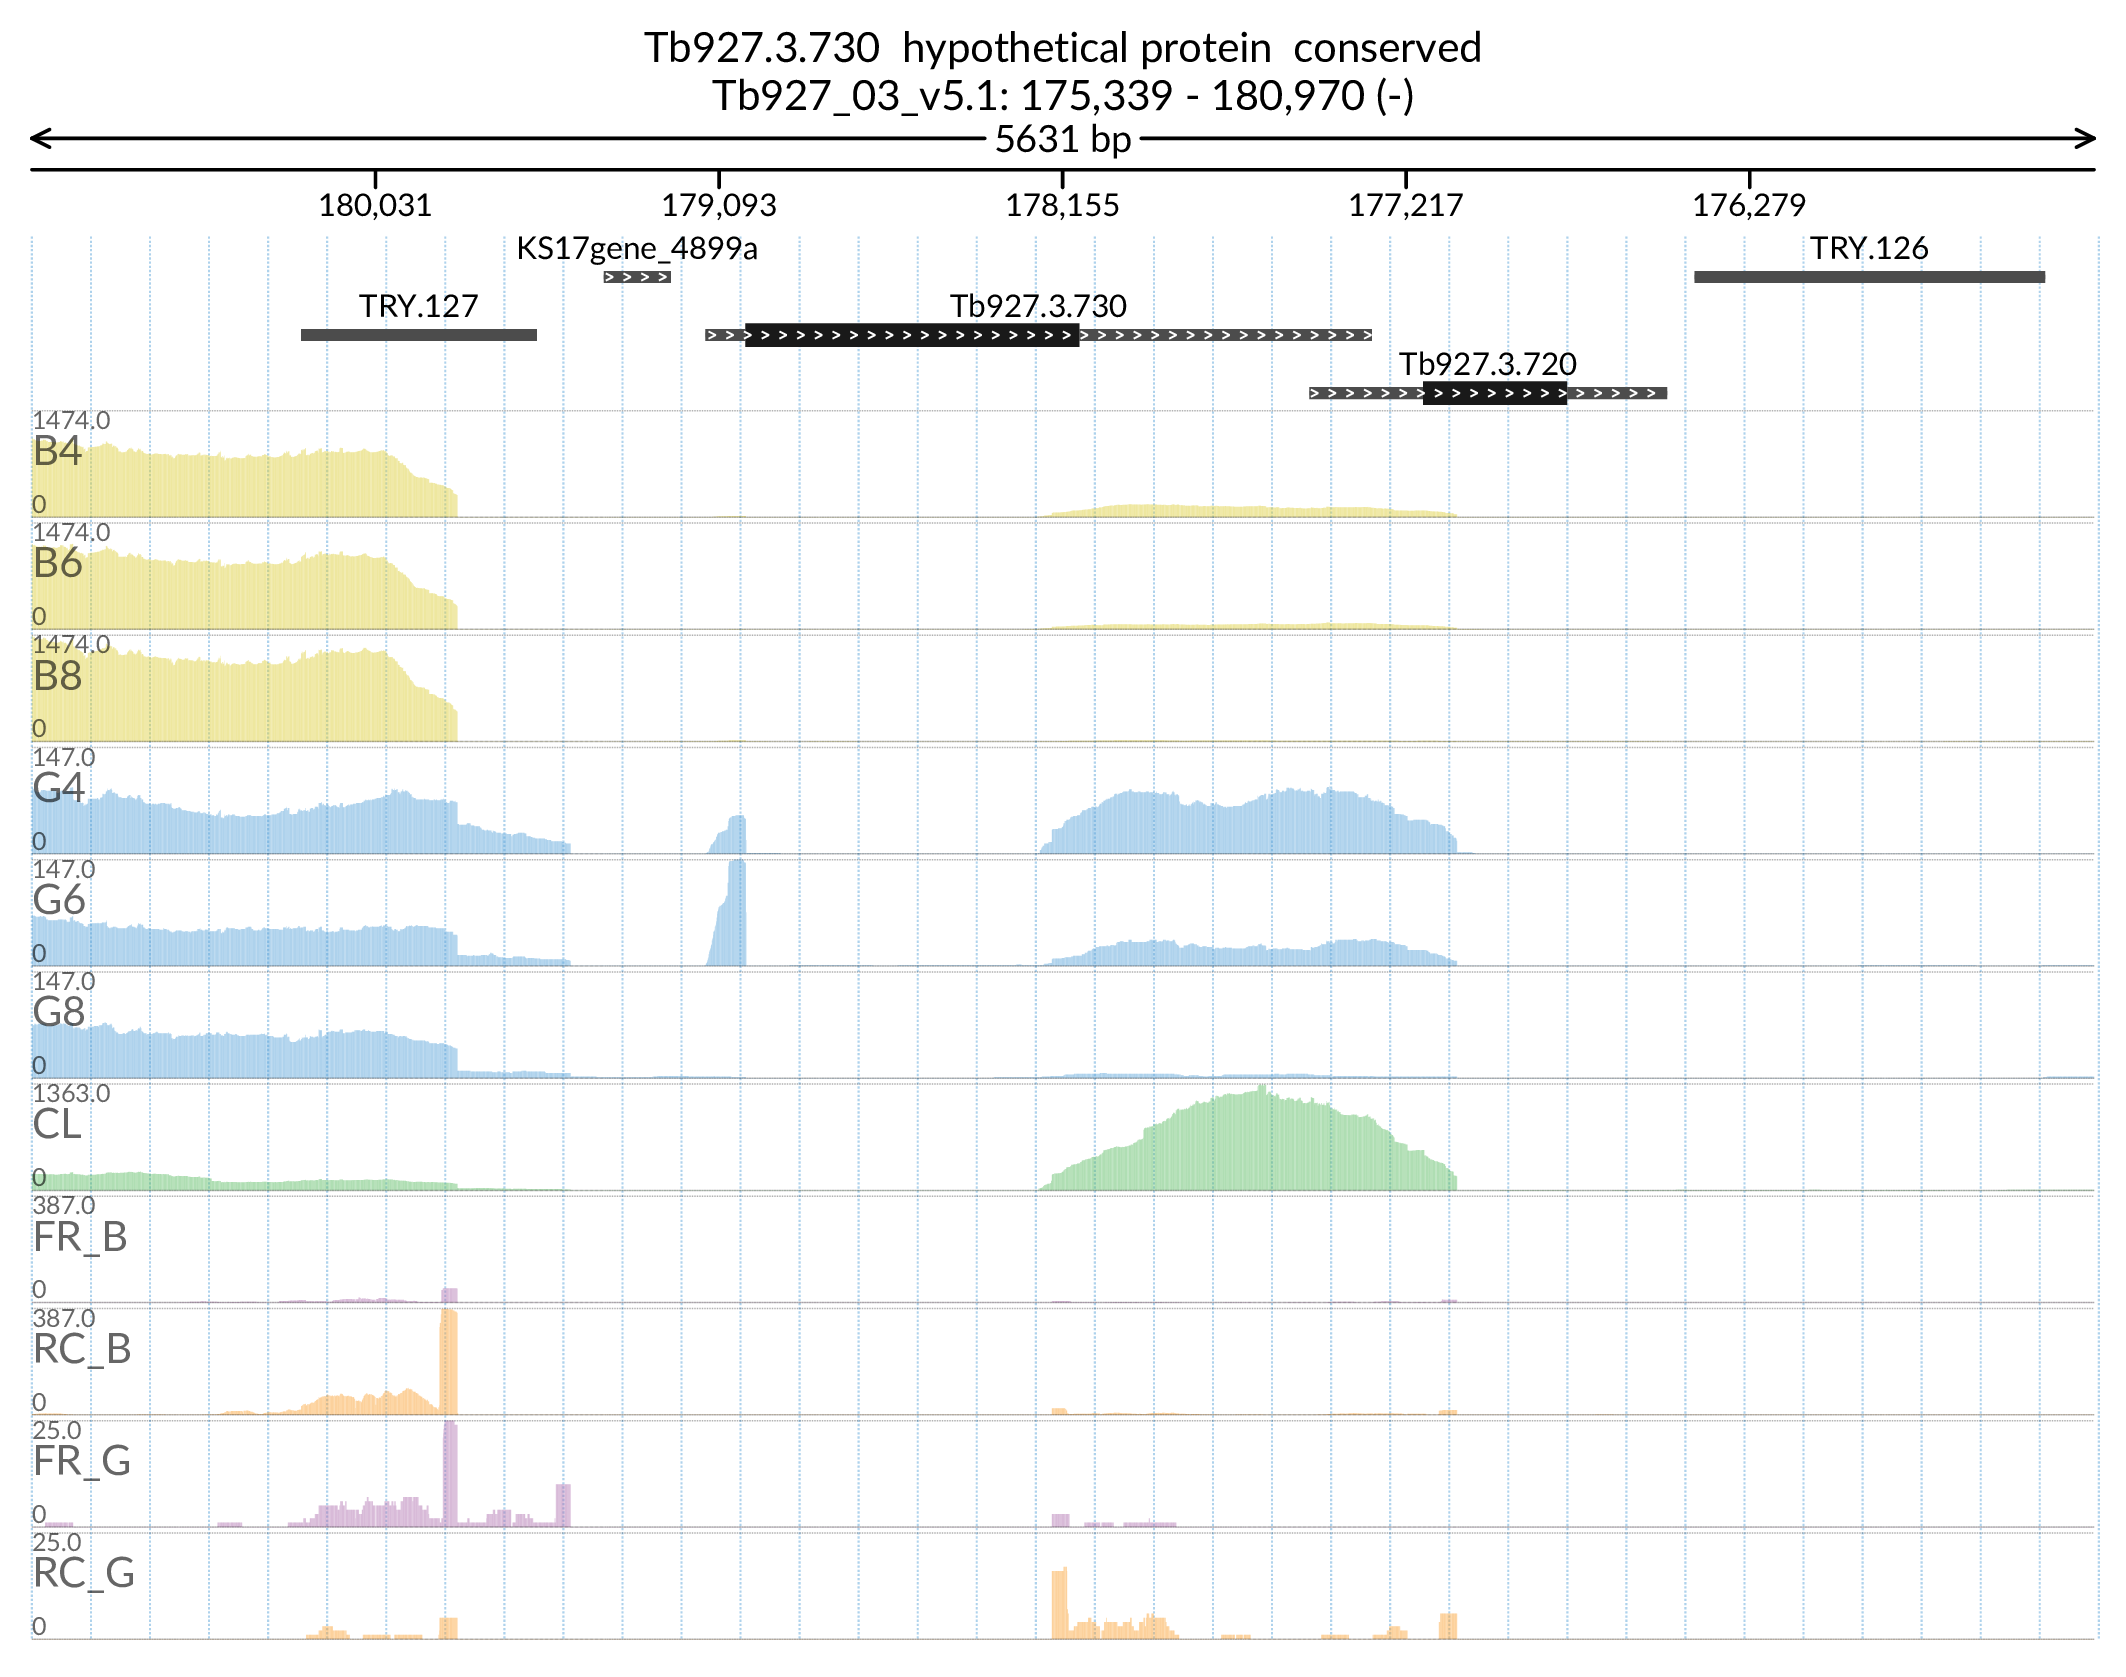 Tb927.3.730  hypothetical protein  conserved
Tb927_03_v5.1: 175,339 - 180,970 (-)
5631 bp
180,031 179,093 178,155 177,217 176,279
KS17gene_4899a TRY.126
TRY.127 Tb927.3.730
Tb927.3.720
1474.0
B4
0
1474.0
B6
0
1474.0
B8
0
147.0
G4
0
147.0
G6
0
147.0
G8
0
1363.0
CL
0
387.0
FR_B
0
387.0
RC_B
0
25.0
FR_G
0
25.0
RC_G
0